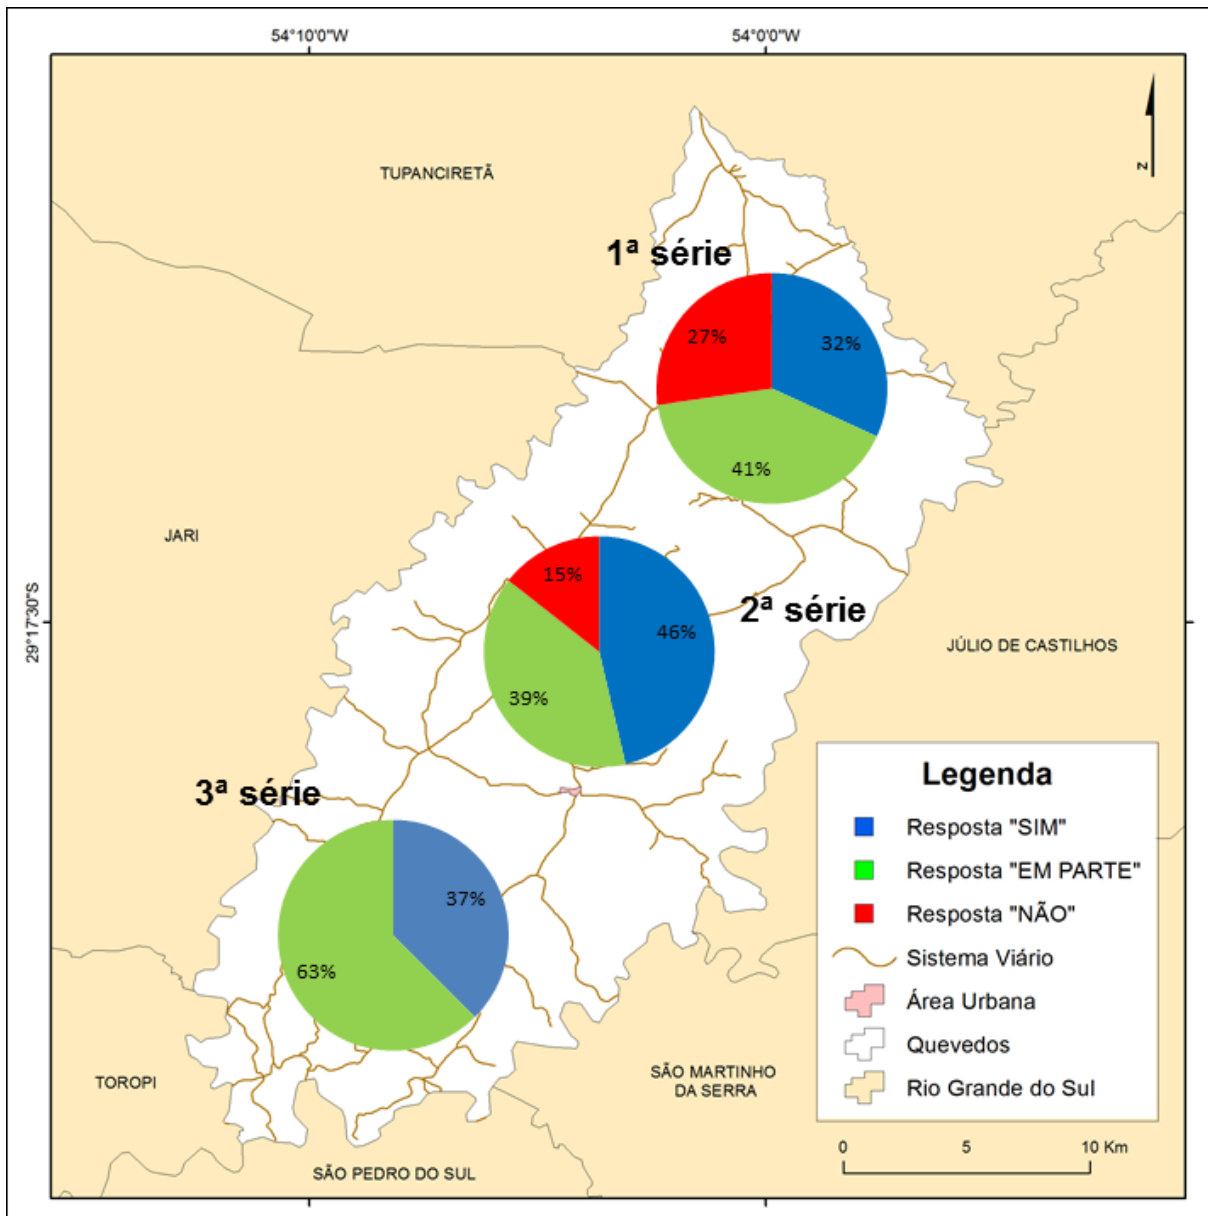 54°10'0"W
54°0'0"W
TUPANCIRETÃ
N
1ª série
27%
32%
41%
JARI
29°17'30"S
15%
46%
39%
2ª série
JÚLIO DE CASTILHOS
3ª série
37%
63%
Legenda
Resposta "SIM"
Resposta "EM PARTE"
Resposta "NÃO"
Sistema Viário
Área Urbana
Quevedos
Rio Grande do Sul
TOROPI
SÃO MARTINHO
DA SERRA
SÃO PEDRO DO SUL
0 5 10 Km